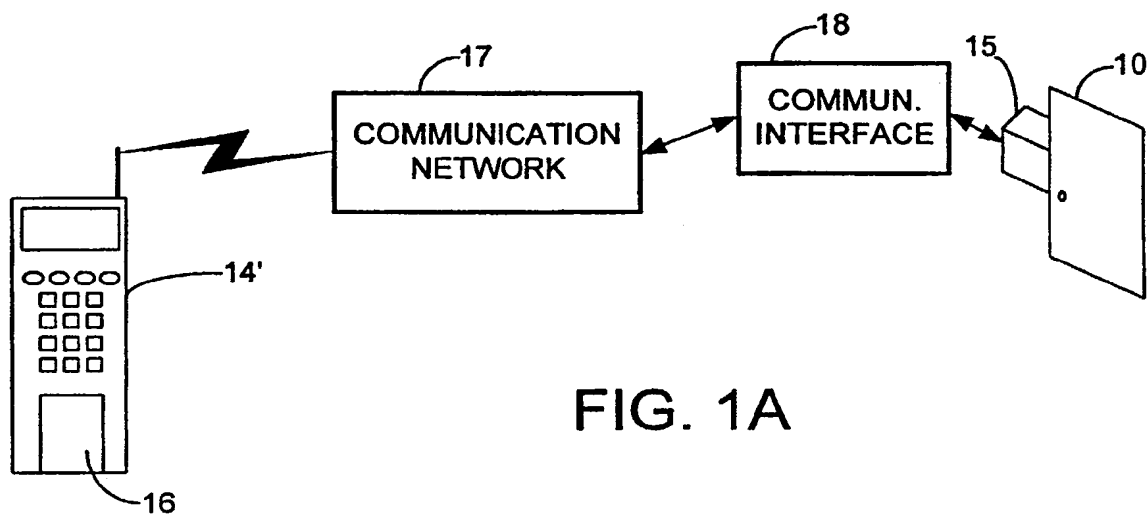 17
18
15
10
COMMUNICATION
NETWORK
COMMUN.
INTERFACE
14'
FIG. 1A
16